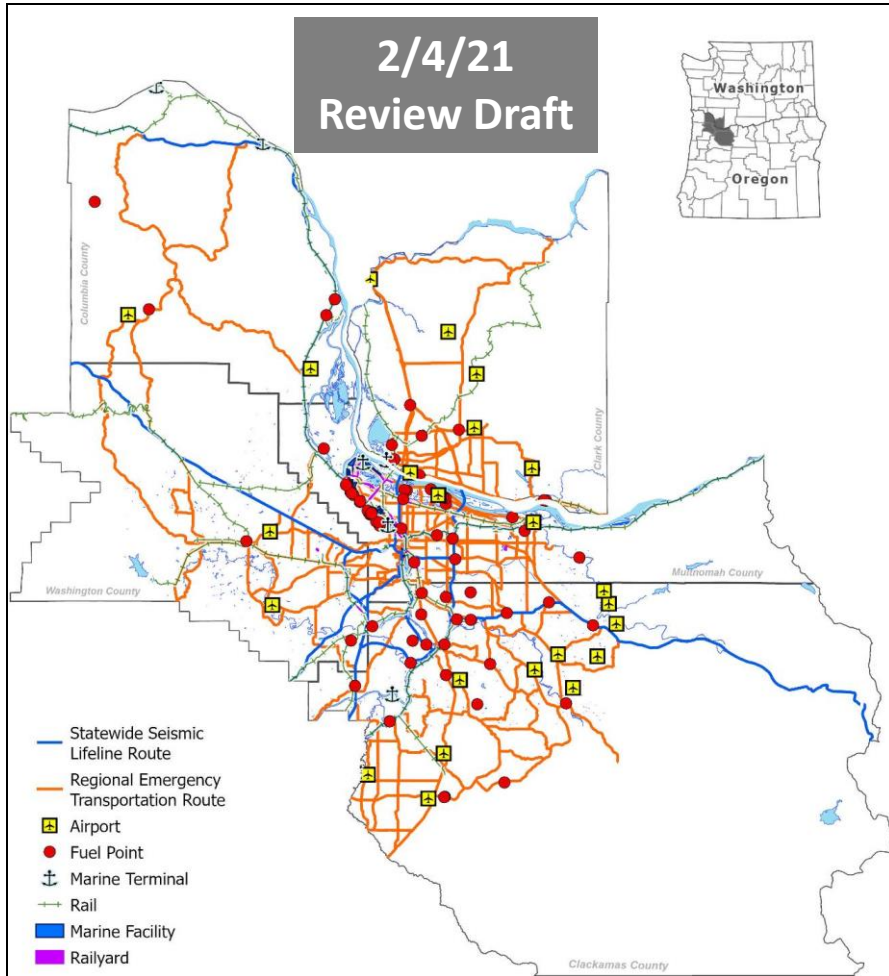 2/4/21
Review Draft
Washington
Oregon
Columbia County
Clark County
Washington County
Multnomah County
Statewide Seismic
Lifeline Route
Regional Emergency
Transportation Route
Airport
Fuel Point
Marine Terminal
Rail
Marine Facility
Railyard
Clackamas County